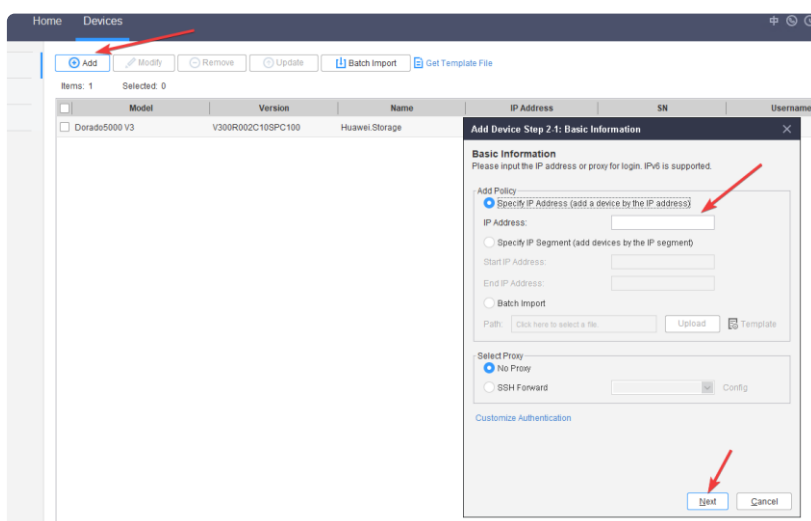 Home Devices 中
Add Modify Remove Update Batch Import Get Template File
Items: 1 Selected: 0
Model Version Name IP Address SN Username
Dorado5000 V3 V300R002C10SPC100 Huawei.Storage
Add Device Step 2-1: Basic Information
Basic Information
Please input the IP address or proxy for login. IPv6 is supported.
Add Policy
Specify IP Address (add a device by the IP address)
IP Address:
Specify IP Segment (add devices by the IP segment)
Start IP Address:
End IP Address:
Batch Import
Path: Click here to select a file. Upload Template
Select Proxy
No Proxy
SSH Forward Config
Customize Authentication
Next Cancel